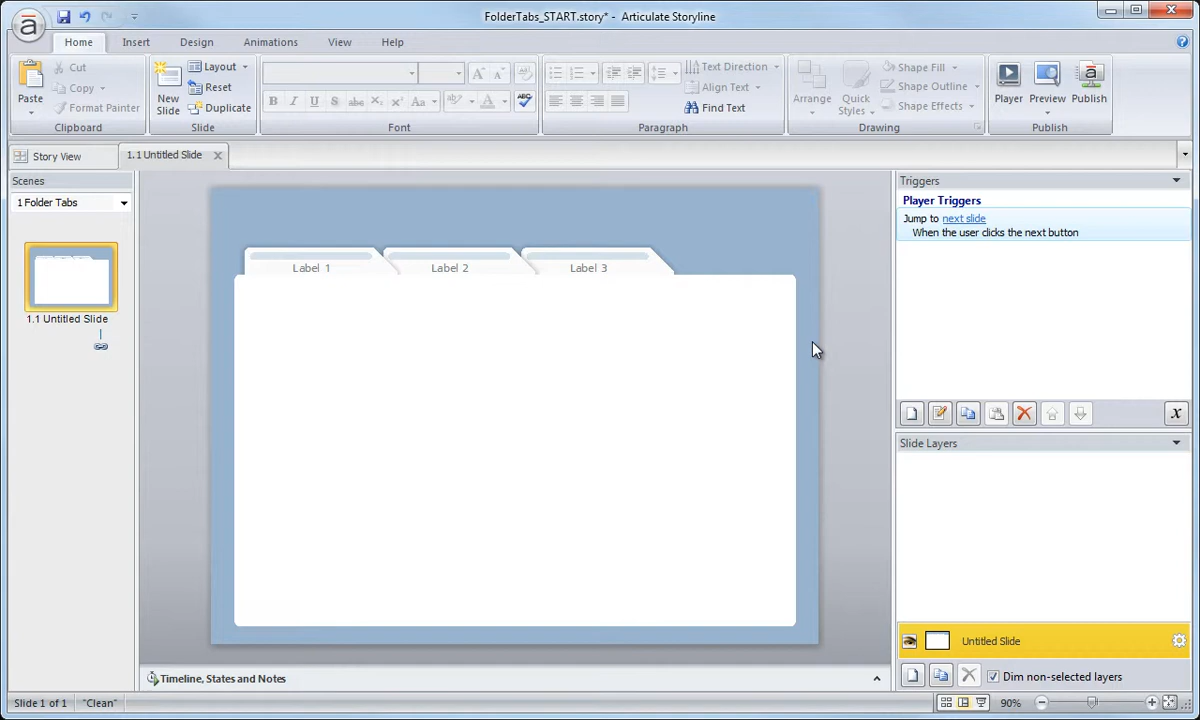 FolderTabs_START.story* - Articulate Storyline
Home Insert Design Animations View Help
Paste Cut Copy Format Painter
Clipboard
New Slide Layout Reset Duplicate
Slide
B I U S abc X₂ X² Aa A ABC
Font
Text Direction Align Text Find Text
Paragraph
Arrange Quick Styles Shape Fill Shape Outline Shape Effects
Drawing
Player Preview Publish
Publish
Story View 1.1 Untitled Slide
Scenes
1 Folder Tabs
1.1 Untitled Slide
Label 1 Label 2 Label 3
Timeline, States and Notes
Triggers
Player Triggers
Jump to next slide
When the user clicks the next button
x
Slide Layers
Untitled Slide
Dim non-selected layers
Slide 1 of 1 "Clean" 90%